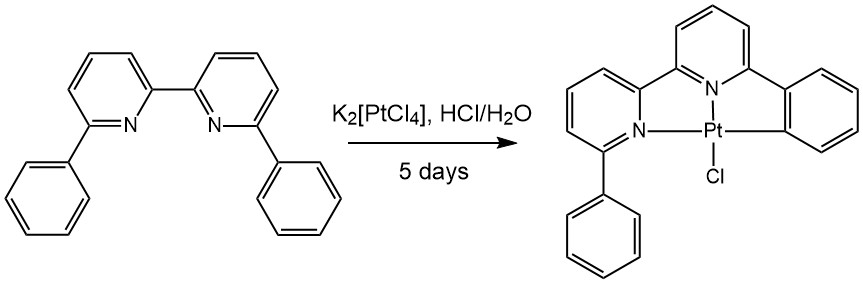 N
N
K2[PtCl4], HCl/H2O
5 days
N
N
Pt
Cl